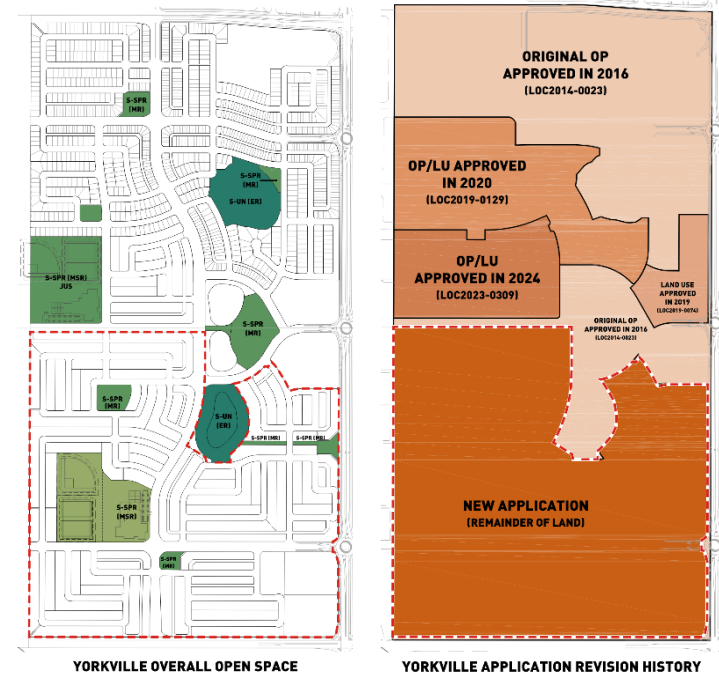 S-SPR
(MR)
S-SPR
(MR)
S-UN (ER)
S-SPR (MSR)
JUS
S-SPR
(MR)
S-SPR
(MR)
S-UN
(ER)
S-SPR (MR)
S-SPR (MR)
S-SPR
(MSR)
S-SPR
(MR)
YORKVILLE OVERALL OPEN SPACE
ORIGINAL OP
APPROVED IN 2016
(LOC2014-0023)
OP/LU APPROVED
IN 2020
(LOC2019-0129)
OP/LU
APPROVED IN 2024
(LOC2023-0309)
LAND USE
APPROVED
IN 2019
(LOC2019-0074)
ORIGINAL OP
APPROVED IN 2016
(LOC2014-0023)
NEW APPLICATION
(REMAINDER OF LAND)
YORKVILLE APPLICATION REVISION HISTORY